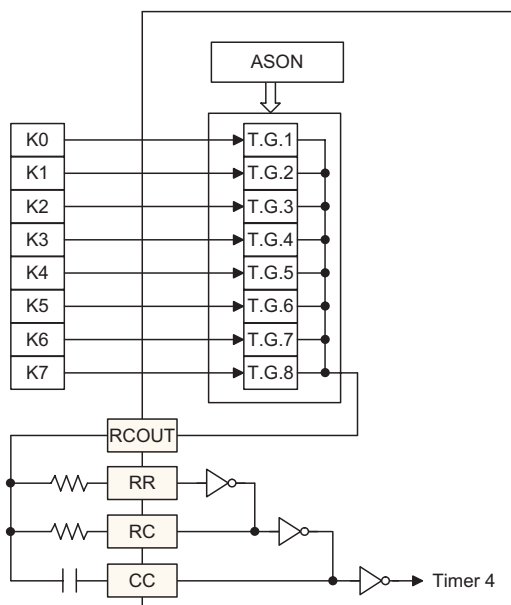 ASON
K0
T.G.1
K1
T.G.2
K2
T.G.3
K3
T.G.4
K4
T.G.5
K5
T.G.6
K6
T.G.7
K7
T.G.8
RCOUT
RR
RC
CC
Timer 4